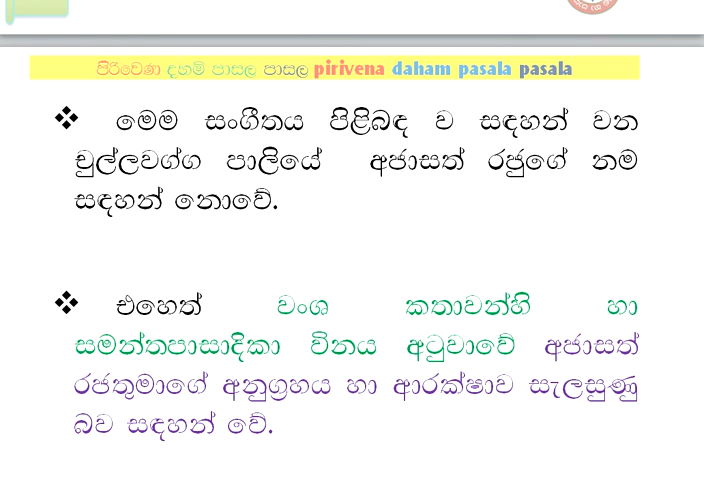 පිරිවෙණ දහම් පාසල පාසල pirivena daham pasala pasala
❖ මෙම සංගීතය පිළිබඳ ව සඳහන් වන
චුල්ලවග්ග පාලියේ අජාසත් රජුගේ නම
සඳහන් නොවේ.
❖ එහෙත් වංශ කතාවන්හි හා
සමන්තපාසාදිකා විනය අටුවාවේ අජාසත්
රජතුමාගේ අනුග්‍රහය හා ආරක්ෂාව සැලසුණු
බව සඳහන් වේ.